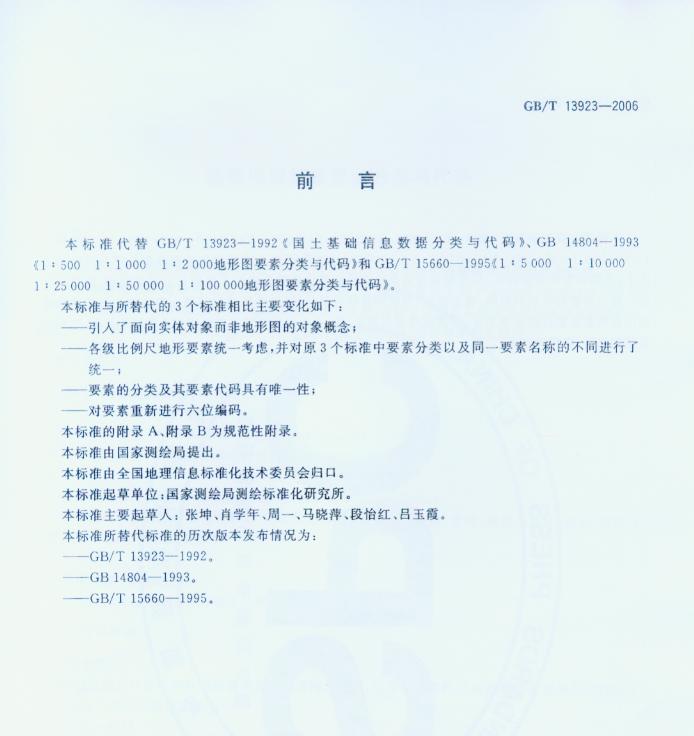 GB/T 13923—2006
前 言
本标准代替 GB/T 13923—1992《国土基础信息数据分类与代码》、GB 14804—1993
《1∶500 1∶1 000 1∶2 000地形图要素分类与代码》和 GB/T 15660—1995《1∶5 000 1∶10 000
1∶25 000 1∶50 000 1∶100 000地形图要素分类与代码》。
本标准与所替代的 3 个标准相比主要变化如下：
——引入了面向实体对象而非地形图的对象概念；
——各级比例尺地形要素统一考虑，并对原 3 个标准中要素分类以及同一要素名称的不同进行了
统一；
——要素的分类及其要素代码具有唯一性；
——对要素重新进行六位编码。
本标准的附录 A、附录 B 为规范性附录。
本标准由国家测绘局提出。
本标准由全国地理信息标准化技术委员会归口。
本标准起草单位：国家测绘局测绘标准化研究所。
本标准主要起草人：张坤、肖学年、周一、马晓萍、段怡红、吕玉霞。
本标准所替代标准的历次版本发布情况为：
——GB/T 13923—1992。
——GB 14804—1993。
——GB/T 15660—1995。